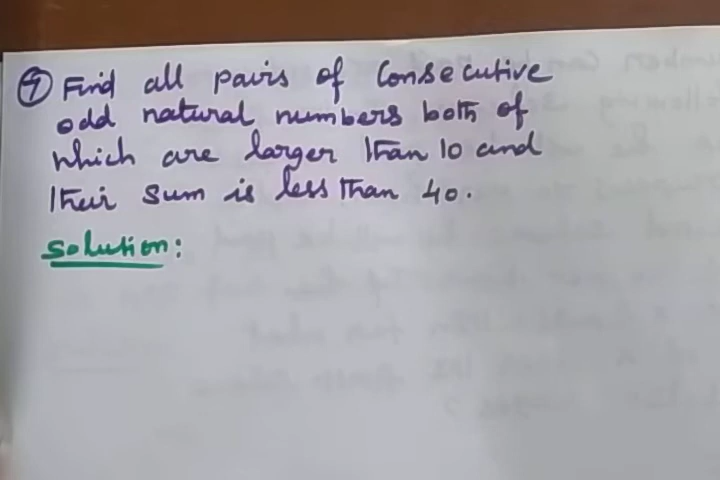 9 Find all pairs of Consecutive
odd natural numbers both of
which are larger than 10 and
their sum is less than 40.
Solution: